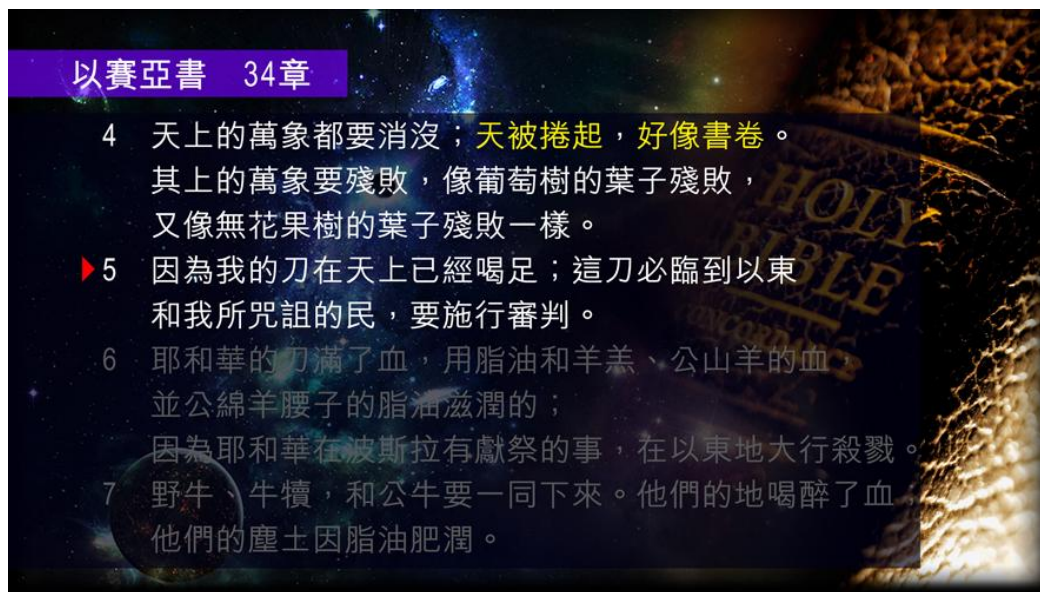 以賽亞書　34章
4　天上的萬象都要消沒；天被捲起，好像書卷。
其上的萬象要殘敗，像葡萄樹的葉子殘敗，
又像無花果樹的葉子殘敗一樣。
5　因為我的刀在天上已經喝足；這刀必臨到以東
和我所咒詛的民，要施行審判。
6　耶和華的刀滿了血，用脂油和羊羔、公山羊的血，
並公綿羊腰子的脂油滋潤的；
因為耶和華在波斯拉有獻祭的事，在以東地大行殺戮。
7　野牛、牛犢，和公牛要一同下來。他們的地喝醉了血，
他們的塵土因脂油肥潤。
HOLY
BIBLE
CONCORDANCE